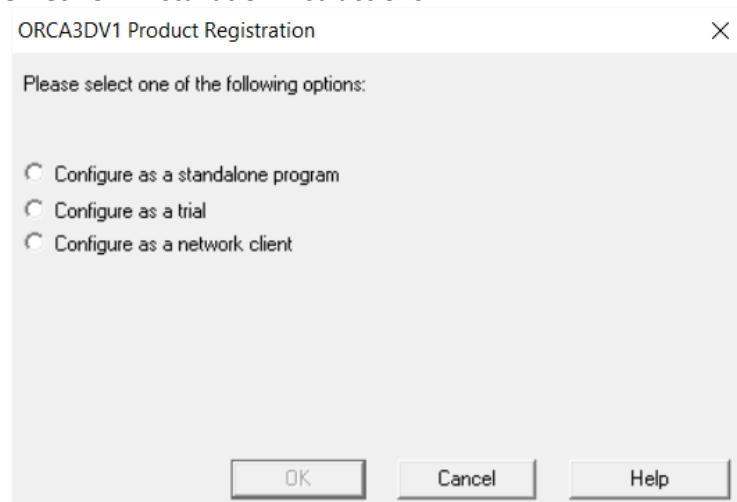 ORCA3DV1 Product Registration
Please select one of the following options:
Configure as a standalone program
Configure as a trial
Configure as a network client
OK
Cancel
Help